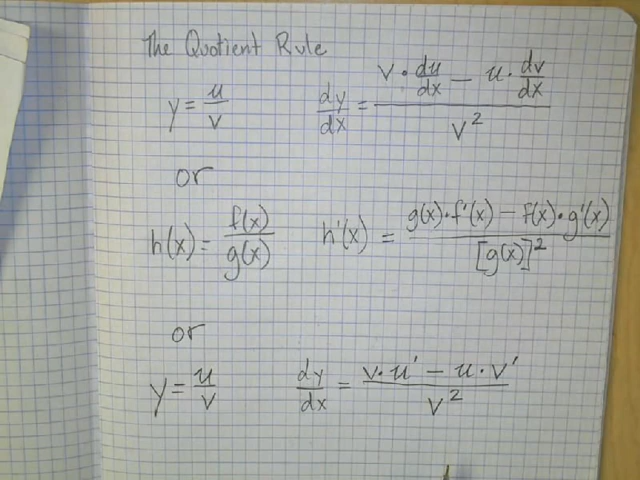 The Quotient Rule
y = u/v   dy/dx = (v · du/dx − u · dv/dx) / v²
or
h(x) = f(x)/g(x)   h'(x) = (g(x)·f'(x) − f(x)·g'(x)) / [g(x)]²
or
y = u/v   dy/dx = (v · u' − u · v') / v²